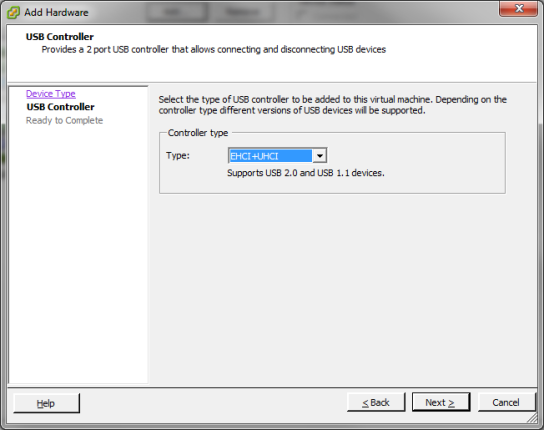 Add Hardware
USB Controller
Provides a 2 port USB controller that allows connecting and disconnecting USB devices
Device Type
USB Controller
Ready to Complete
Select the type of USB controller to be added to this virtual machine. Depending on the
controller type different versions of USB devices will be supported.
Controller type
Type:
EHCI+UHCI
Supports USB 2.0 and USB 1.1 devices.
Help
< Back
Next >
Cancel